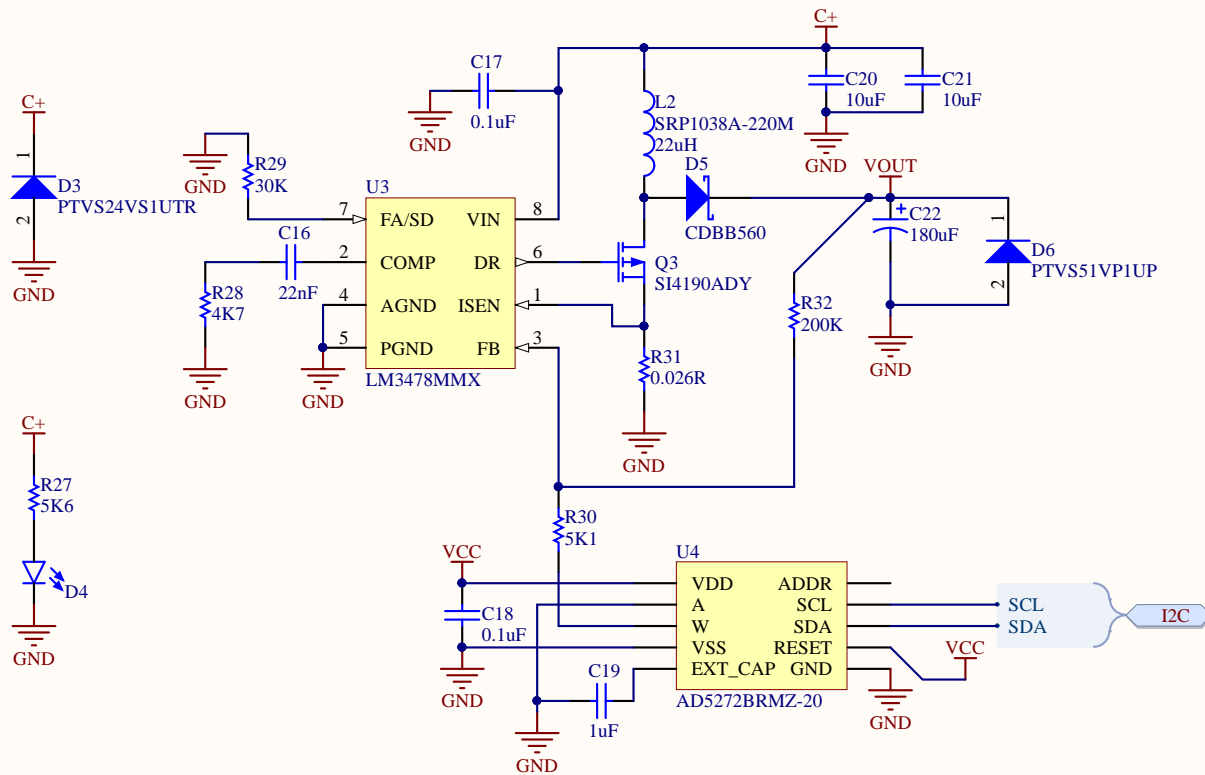 C+
1
D3
PTVS24VS1UTR
2
GND
C+
R27
5K6
D4
GND
GND
R29
30K
C16
22nF
R28
4K7
GND
GND
C17
0.1uF
GND
U3
7
FA/SD
VIN
8
2
COMP
DR
6
4
AGND
ISEN
1
5
PGND
FB
3
LM3478MMX
GND
C+
C20
10uF
C21
10uF
GND
L2
SRP1038A-220M
22uH
D5
CDBB560
VOUT
+
C22
180uF
1
D6
PTVS51VP1UP
2
GND
Q3
SI4190ADY
R32
200K
R31
0.026R
GND
R30
5K1
VCC
C18
0.1uF
GND
C19
1uF
GND
U4
VDD
ADDR
A
SCL
W
SDA
VSS
RESET
EXT_CAP
GND
AD5272BRMZ-20
SCL
SDA
I2C
VCC
GND